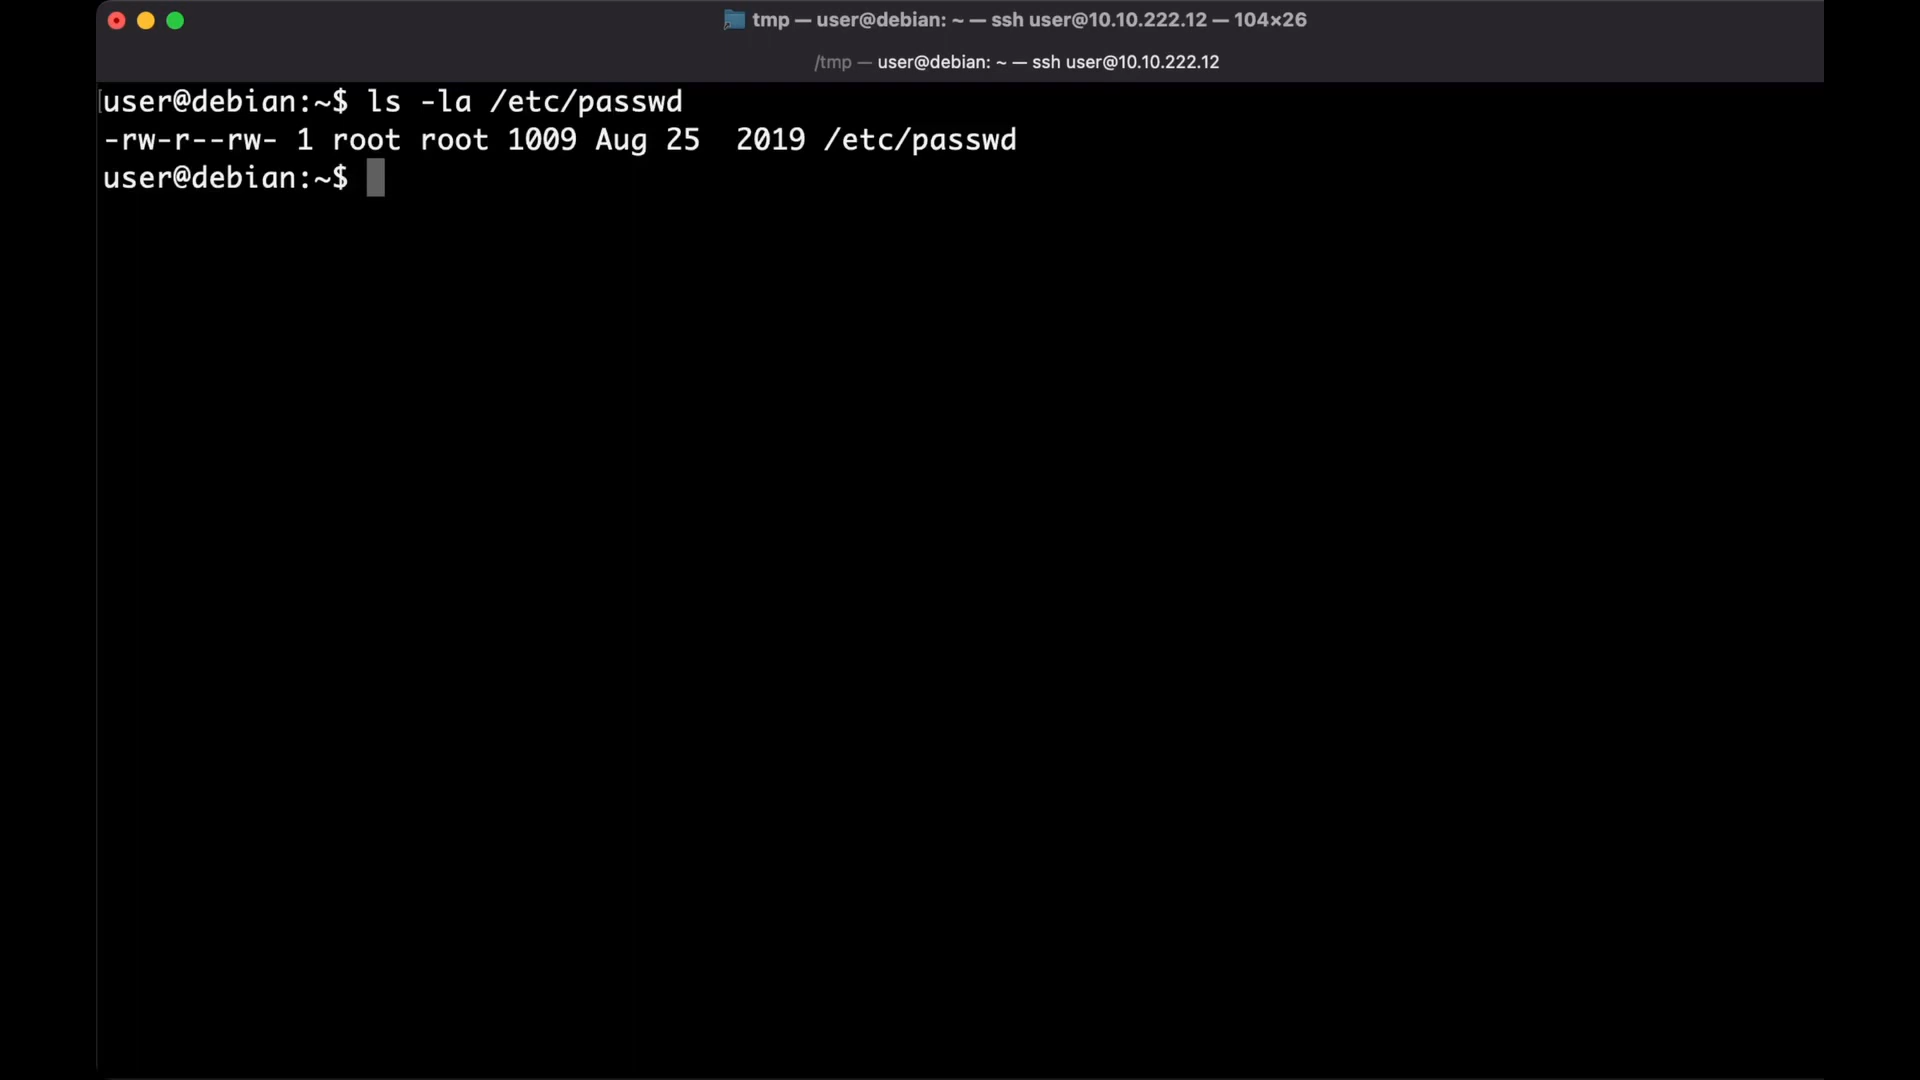 tmp — user@debian: ~ — ssh user@10.10.222.12 — 104×26
/tmp — user@debian: ~ — ssh user@10.10.222.12
user@debian:~$ ls -la /etc/passwd
-rw-r--rw- 1 root root 1009 Aug 25  2019 /etc/passwd
user@debian:~$